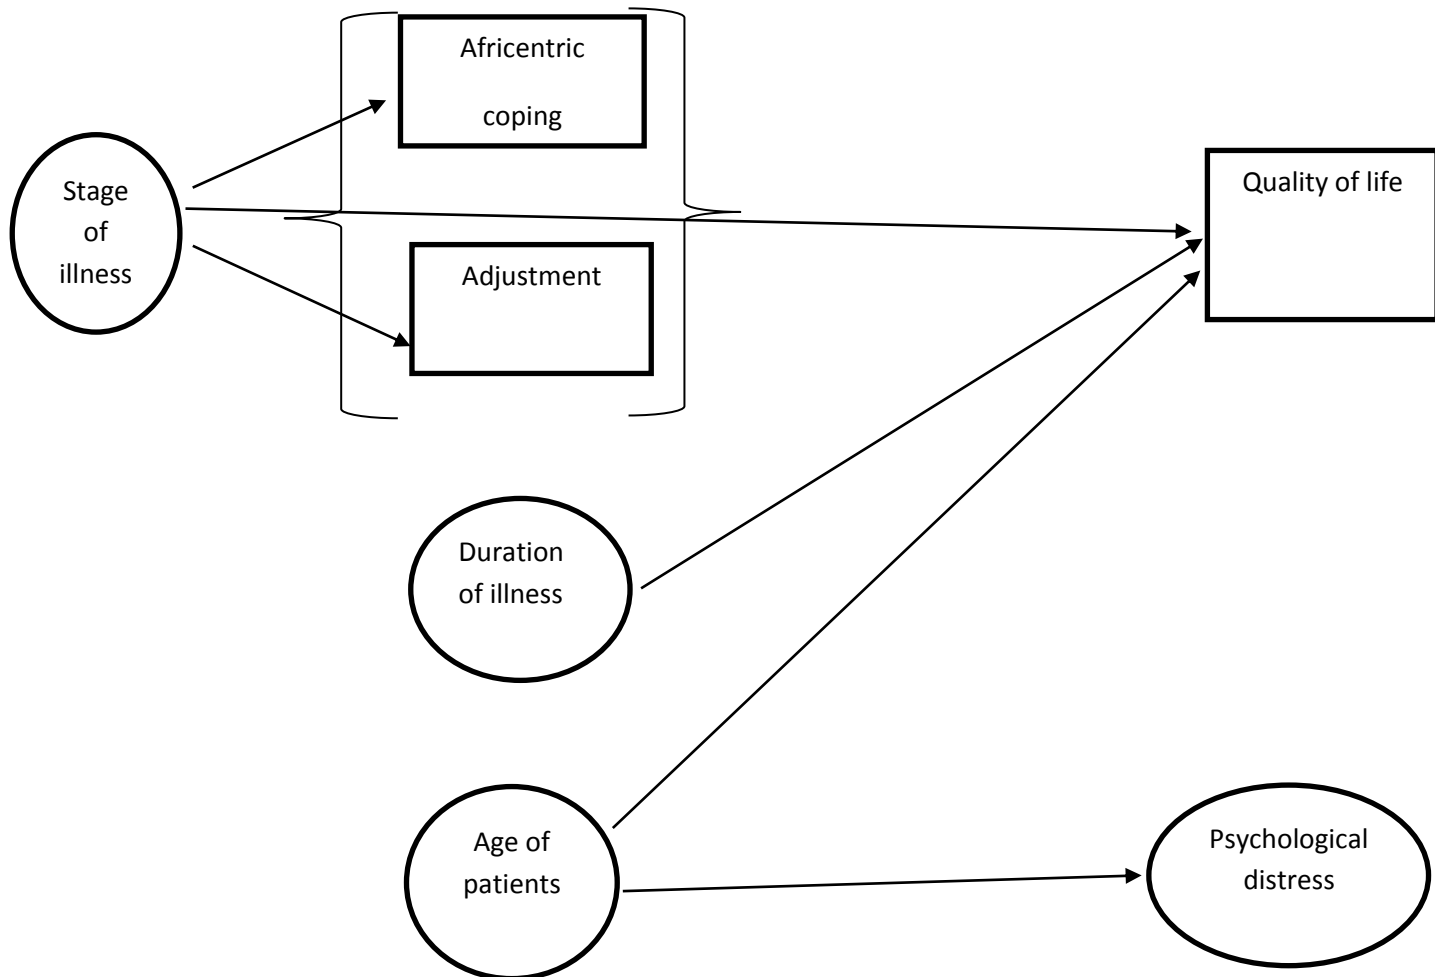 Africentric
coping
Stage
of
illness
Quality of life
Adjustment
Duration
of illness
Age of
patients
Psychological
distress